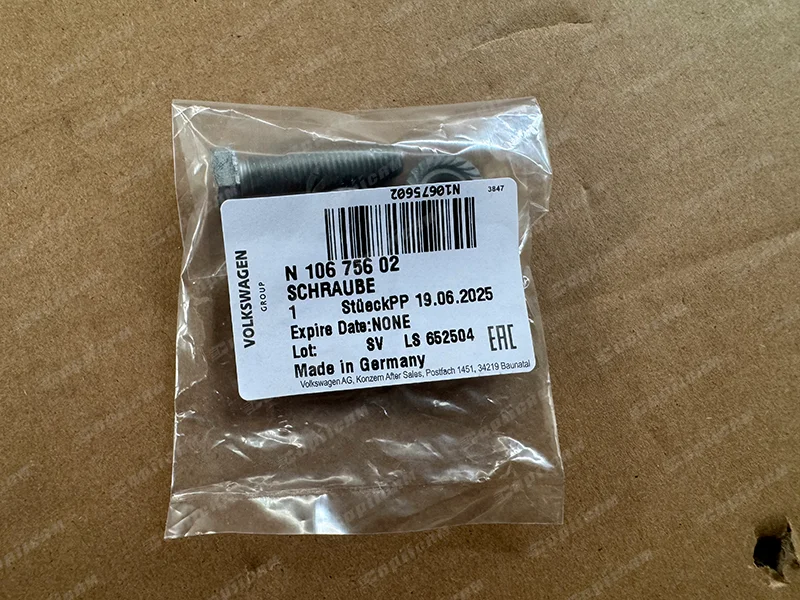 N10675602
3847
VOLKSWAGEN
GROUP
N 106 756 02
SCHRAUBE
1 StüeckPP 19.06.2025
Expire Date:NONE
Lot: SV LS 652504
EAC
Made in Germany
Volkswagen AG, Konzern After Sales, Postfach 1451, 34219 Baunatal